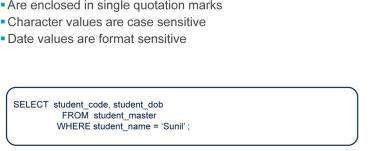 ▪ Are enclosed in single quotation marks
▪ Character values are case sensitive
▪ Date values are format sensitive
SELECT student_code, student_dob
FROM student_master
WHERE student_name = ‘Sunil’ ;